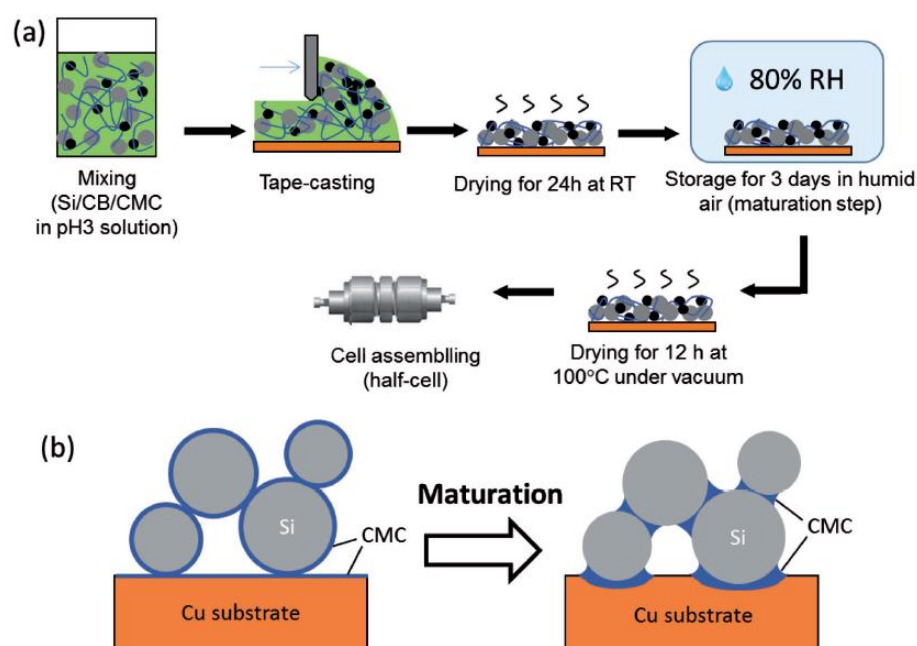 (a)
80% RH
Mixing
(Si/CB/CMC
in pH3 solution)
Tape-casting
Drying for 24h at RT
Storage for 3 days in humid
air (maturation step)
Cell assemblling
(half-cell)
Drying for 12 h at
100°C under vacuum
(b)
Si
CMC
Cu substrate
Maturation
Si
CMC
Cu substrate